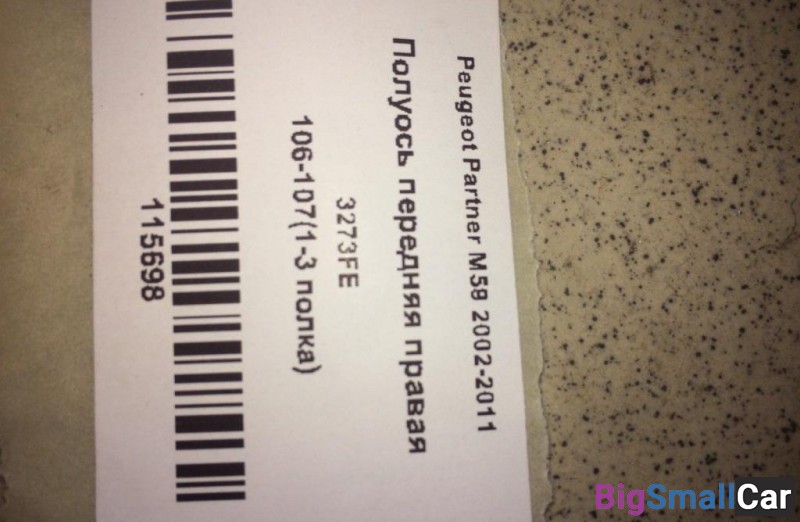 Peugeot Partner M59 2002-2011
Полуось передняя правая
3273FE
106-107(1-3 полка)
115698
BigSmallCar